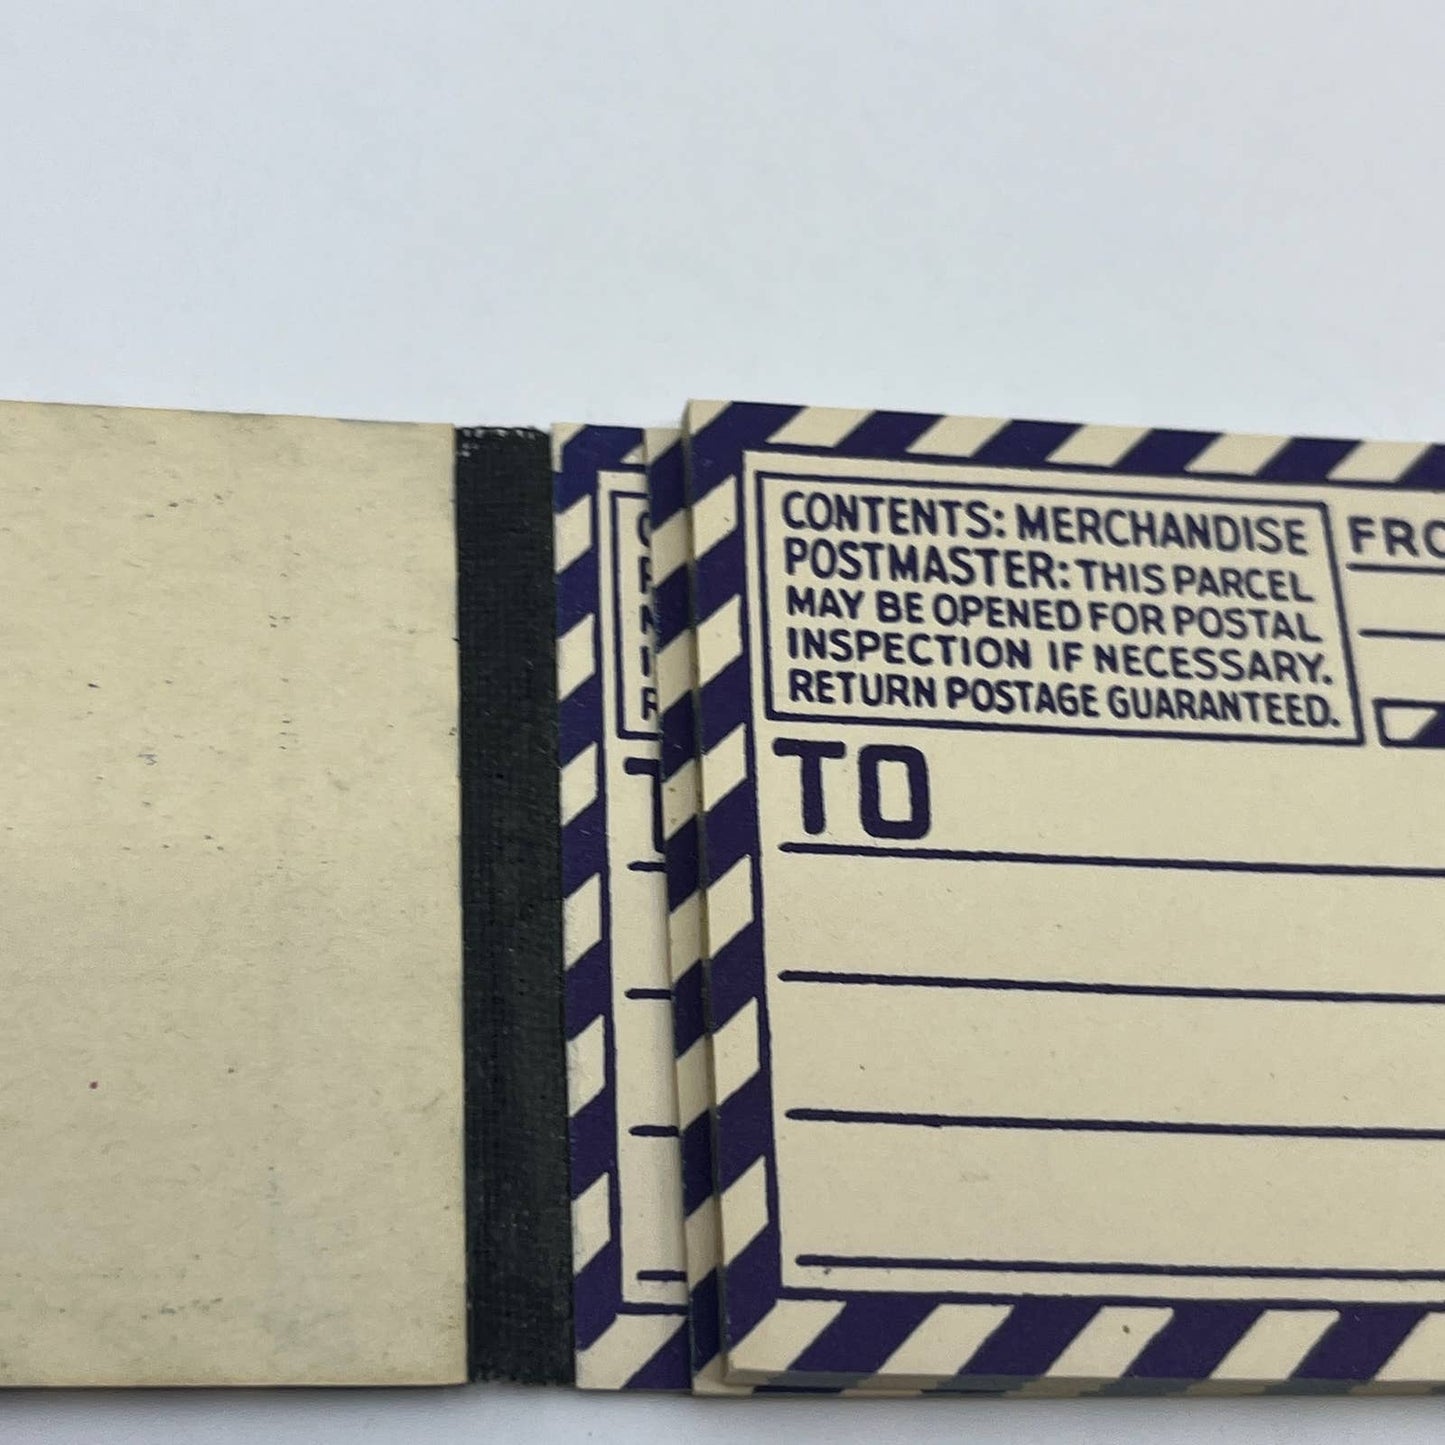 CONTENTS: MERCHANDISE
POSTMASTER: THIS PARCEL
MAY BE OPENED FOR POSTAL
INSPECTION IF NECESSARY.
RETURN POSTAGE GUARANTEED.
TO